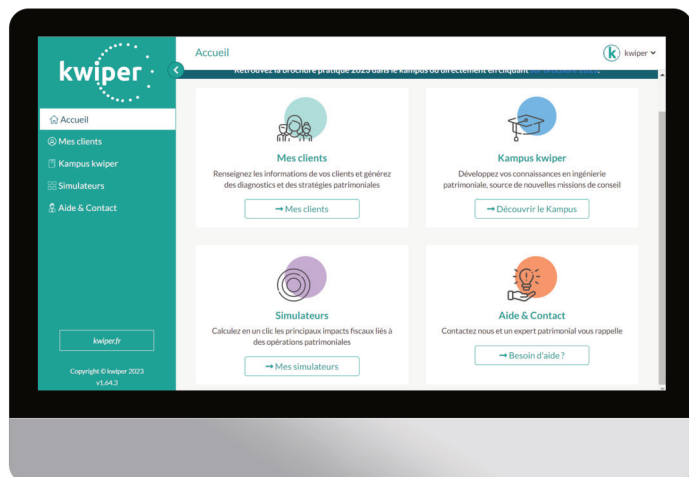 kwiper
Accueil
Mes clients
Kampus kwiper
Simulateurs
Aide & Contact
kwiper.fr
Copyright © kwiper 2023
v1.64.3
Accueil
kwiper
Retrouvez la brochure pratique 2023 dans le kampus ou directement en cliquant sur brochure 2023.
Mes clients
Renseignez les informations de vos clients et générez
des diagnostics et des stratégies patrimoniales
→ Mes clients
Kampus kwiper
Développez vos connaissances en ingénierie
patrimoniale, source de nouvelles missions de conseil
→ Découvrir le Kampus
Simulateurs
Calculez en un clic les principaux impacts fiscaux liés à
des opérations patrimoniales
→ Mes simulateurs
Aide & Contact
Contactez nous et un expert patrimonial vous rappelle
→ Besoin d'aide ?